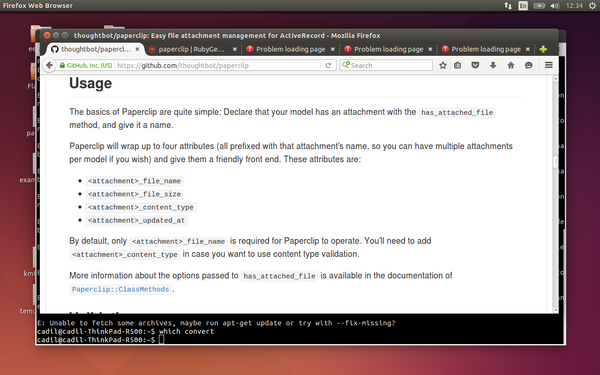 Firefox Web Browser
En
12:34
thoughtbot/paperclip: Easy file attachment management for ActiveRecord - Mozilla Firefox
thoughtbot/paperc...
paperclip | RubyGe...
Problem loading page
Problem loading page
Problem loading page
GitHub, Inc. (US)
https://github.com/thoughtbot/paperclip
Search
Usage
The basics of Paperclip are quite simple: Declare that your model has an attachment with the has_attached_file
method, and give it a name.
Paperclip will wrap up to four attributes (all prefixed with that attachment's name, so you can have multiple attachments
per model if you wish) and give them a friendly front end. These attributes are:
<attachment>_file_name
<attachment>_file_size
<attachment>_content_type
<attachment>_updated_at
By default, only <attachment>_file_name is required for Paperclip to operate. You'll need to add
<attachment>_content_type in case you want to use content type validation.
More information about the options passed to has_attached_file is available in the documentation of
Paperclip::ClassMethods.
E: Unable to fetch some archives, maybe run apt-get update or try with --fix-missing?
cadil@cadil-ThinkPad-R500:~$ which convert
cadil@cadil-ThinkPad-R500:~$